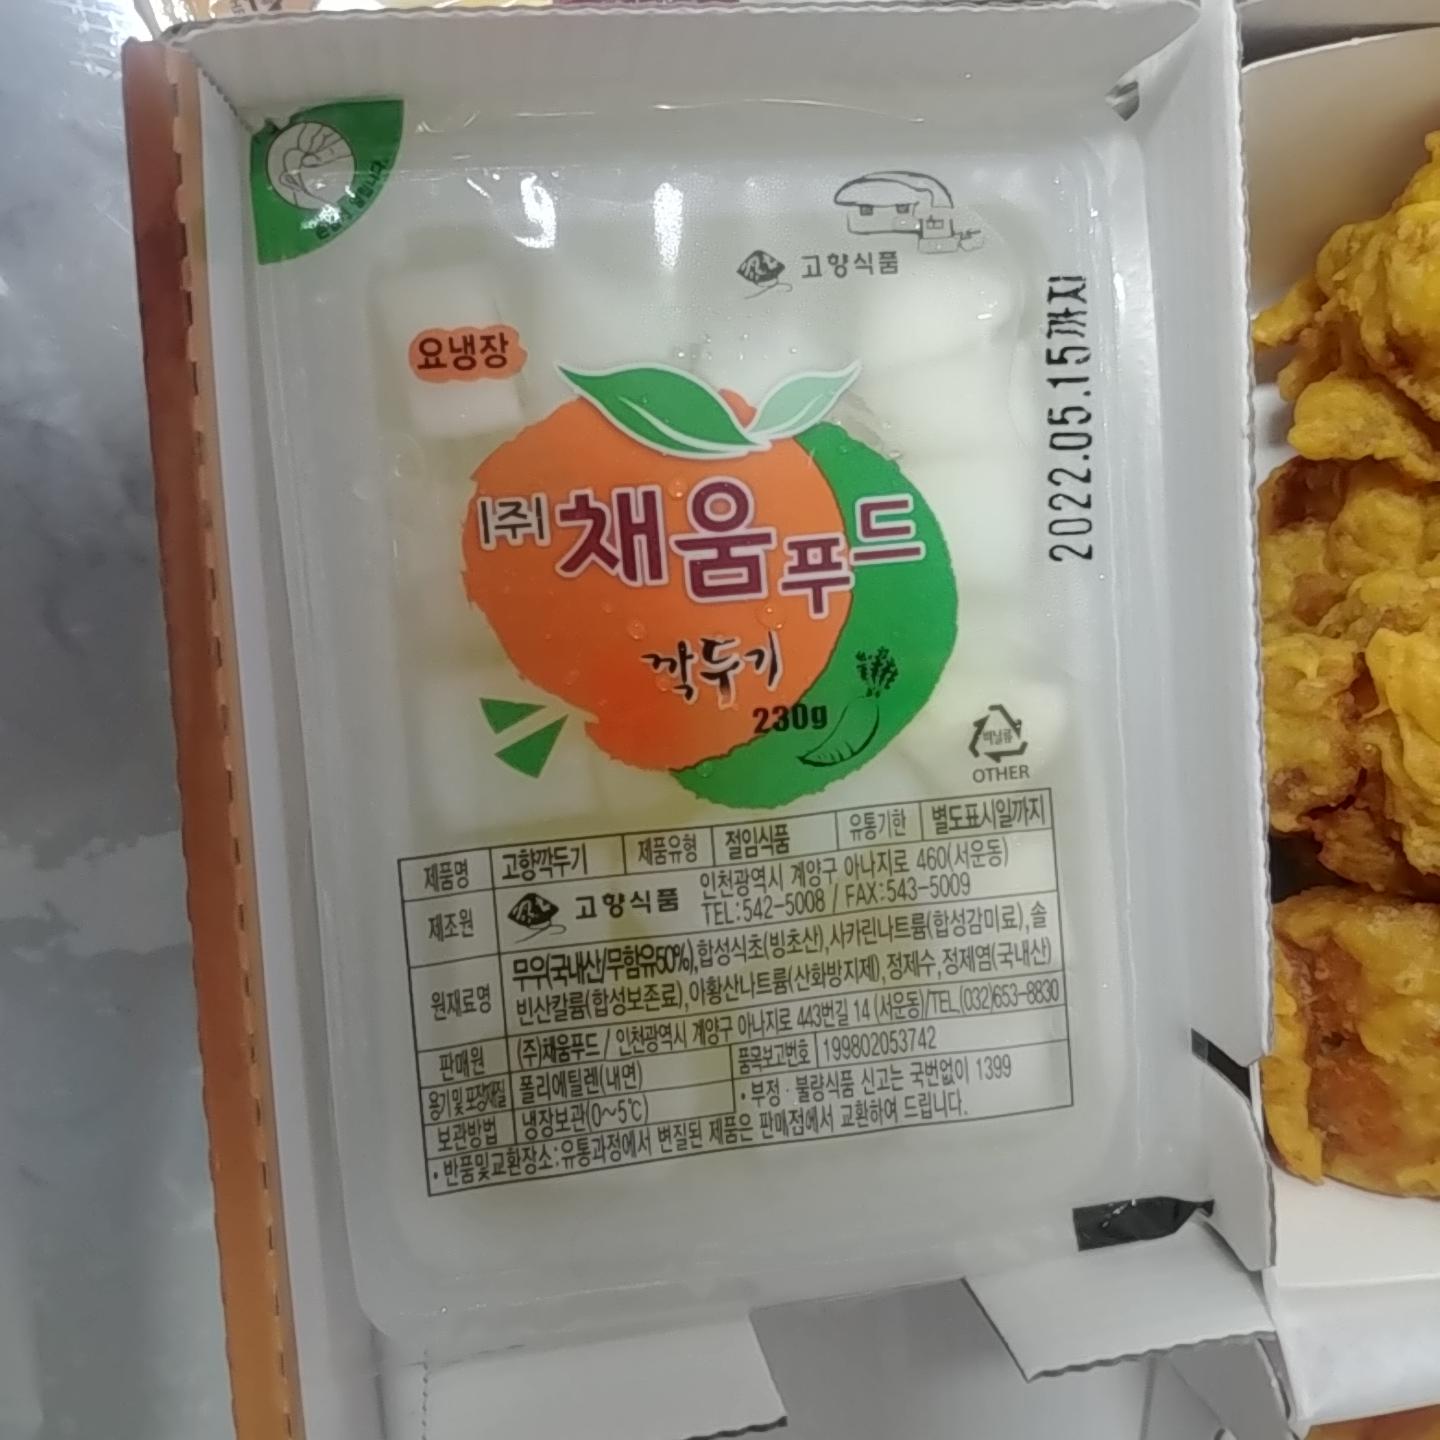 고향식품
요냉장
2022.05.15까지
(주)채움푸드
깍두기
230g
비닐류
OTHER
제품명 고향깍두기 제품유형 절임식품 유통기한 별도표시일까지
제조원 고향식품 인천광역시 계양구 아나지로 460(서운동)
TEL:542-5008 / FAX:543-5009
원재료명 무우(국내산/무함유50%),합성식초(빙초산),사카린나트륨(합성감미료),솔
빈산칼륨(합성보존료),아황산나트륨(산화방지제),정제수,정제염(국내산)
판매원 (주)채움푸드 / 인천광역시 계양구 아나지로 443번길 14 (서운동)/TEL.(032)653-8830
용기및포장재질 폴리에틸렌(내면) 품목보고번호 199802053742
보관방법 냉장보관(0~5℃) • 부정·불량식품 신고는 국번없이 1399
• 반품및교환장소:유통과정에서 변질된 제품은 판매점에서 교환하여 드립니다.